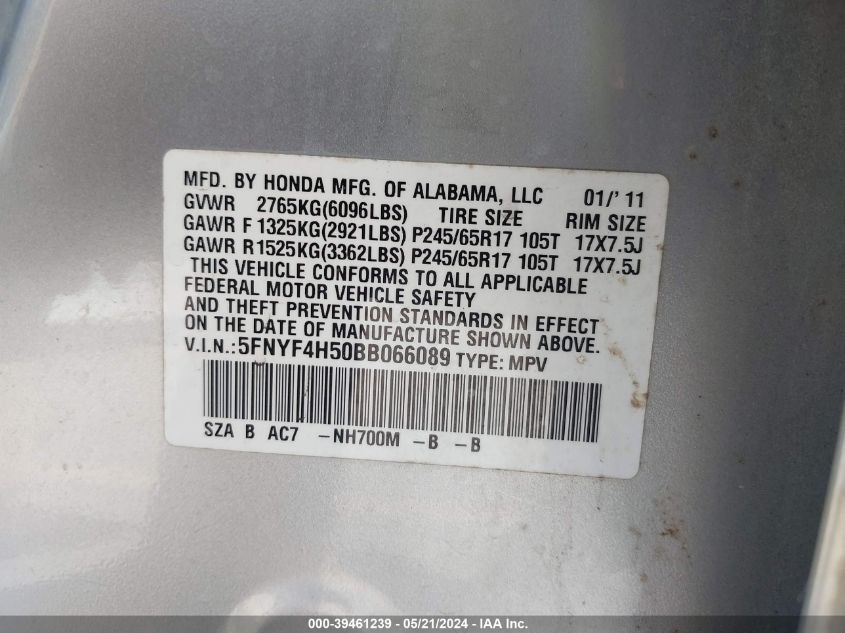 MFD. BY HONDA MFG. OF ALABAMA, LLC 01/'11
GVWR 2765KG(6096LBS) TIRE SIZE RIM SIZE
GAWR F 1325KG(2921LBS) P245/65R17 105T 17X7.5J
GAWR R1525KG(3362LBS) P245/65R17 105T 17X7.5J
THIS VEHICLE CONFORMS TO ALL APPLICABLE
FEDERAL MOTOR VEHICLE SAFETY
AND THEFT PREVENTION STANDARDS IN EFFECT
ON THE DATE OF MANUFACTURE SHOWN ABOVE.
V.I.N.:5FNYF4H50BB066089 TYPE: MPV
SZA B AC7 -NH700M -B -B
000-39461239 - 05/21/2024 - IAA Inc.